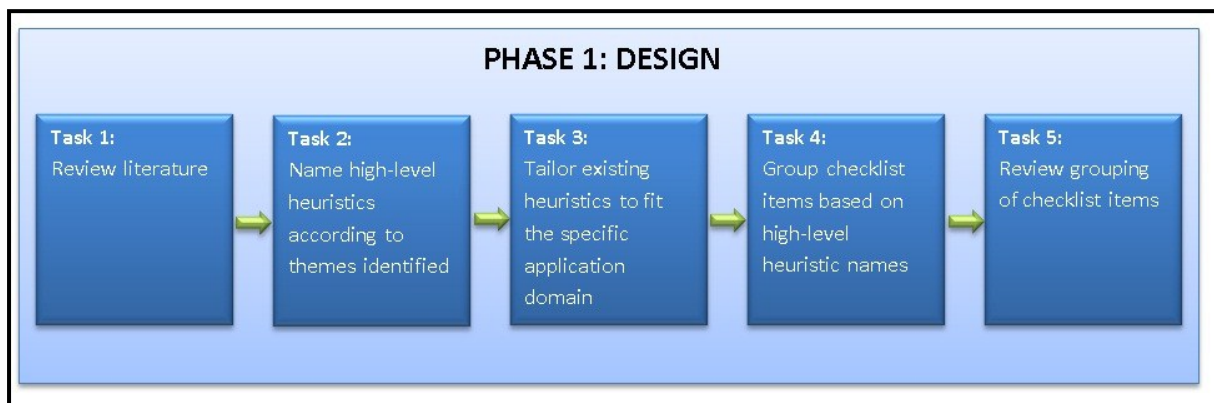 PHASE 1: DESIGN
Task 1:
Review literature
Task 2:
Name high-level
heuristics
according to
themes identified
Task 3:
Tailor existing
heuristics to fit
the specific
application
domain
Task 4:
Group checklist
items based on
high-level
heuristic names
Task 5:
Review grouping
of checklist items